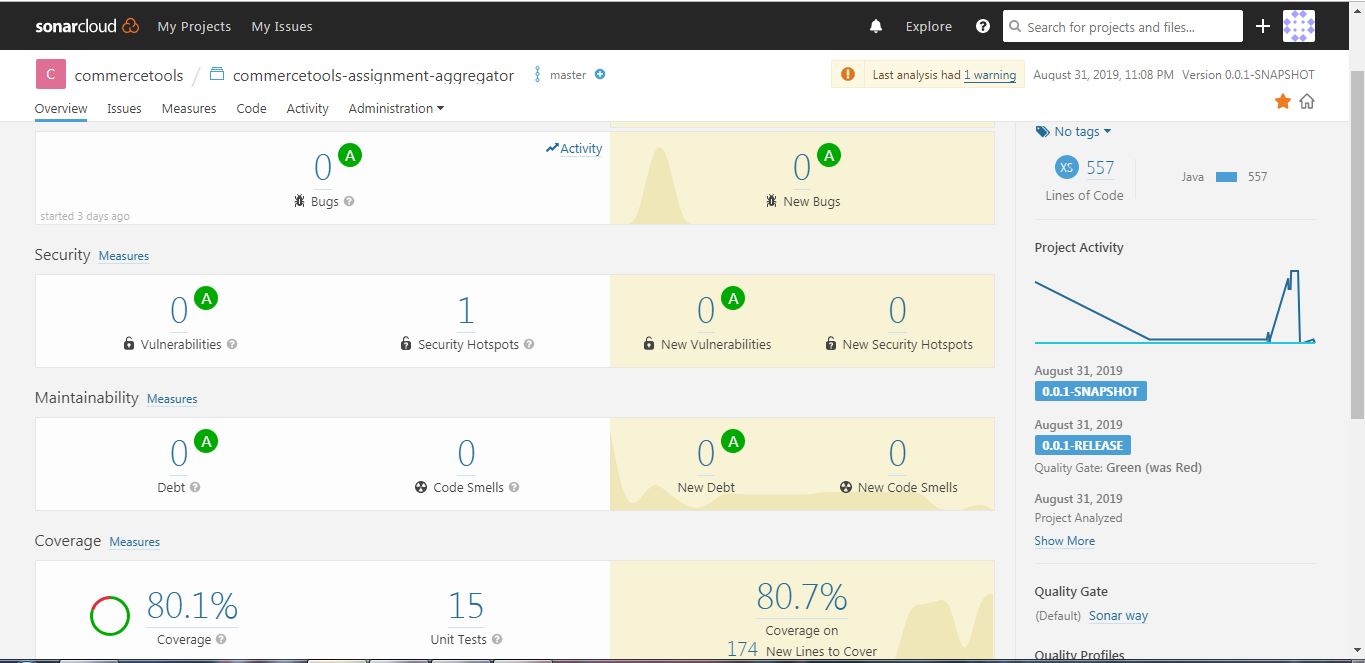 sonarcloud My Projects My Issues Explore Search for projects and files...
C commercetools / commercetools-assignment-aggregator master Last analysis had 1 warning August 31, 2019, 11:08 PM Version 0.0.1-SNAPSHOT
Overview Issues Measures Code Activity Administration
0 A
Bugs
Activity
started 3 days ago
0 A
New Bugs
Security Measures
0 A
Vulnerabilities
1
Security Hotspots
0 A
New Vulnerabilities
0
New Security Hotspots
Maintainability Measures
0 A
Debt
0
Code Smells
0 A
New Debt
0
New Code Smells
Coverage Measures
80.1%
Coverage
15
Unit Tests
80.7%
Coverage on
174 New Lines to Cover
No tags
XS 557
Lines of Code
Java 557
Project Activity
August 31, 2019
0.0.1-SNAPSHOT
August 31, 2019
0.0.1-RELEASE
Quality Gate: Green (was Red)
August 31, 2019
Project Analyzed
Show More
Quality Gate
(Default) Sonar way
Quality Profiles